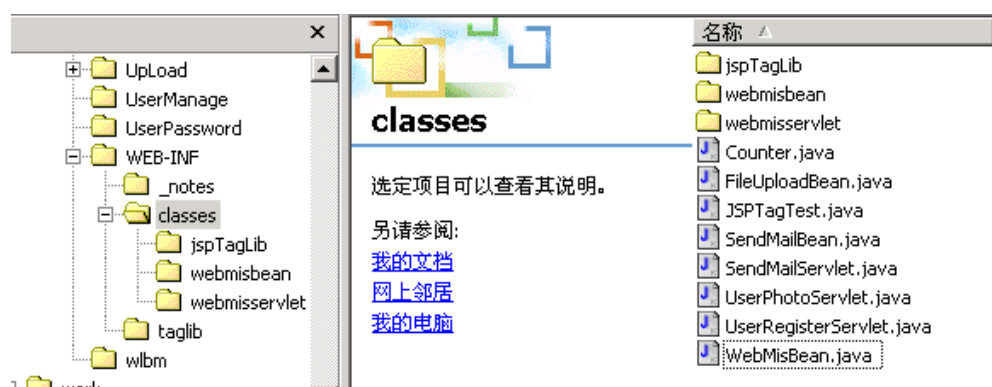 UpLoad
UserManage
UserPassword
WEB-INF
_notes
classes
jspTagLib
webmisbean
webmisservlet
taglib
wlbm
classes
选定项目可以查看其说明。
另请参阅:
我的文档
网上邻居
我的电脑
名称
jspTagLib
webmisbean
webmisservlet
Counter.java
FileUploadBean.java
JSPTagTest.java
SendMailBean.java
SendMailServlet.java
UserPhotoServlet.java
UserRegisterServlet.java
WebMisBean.java